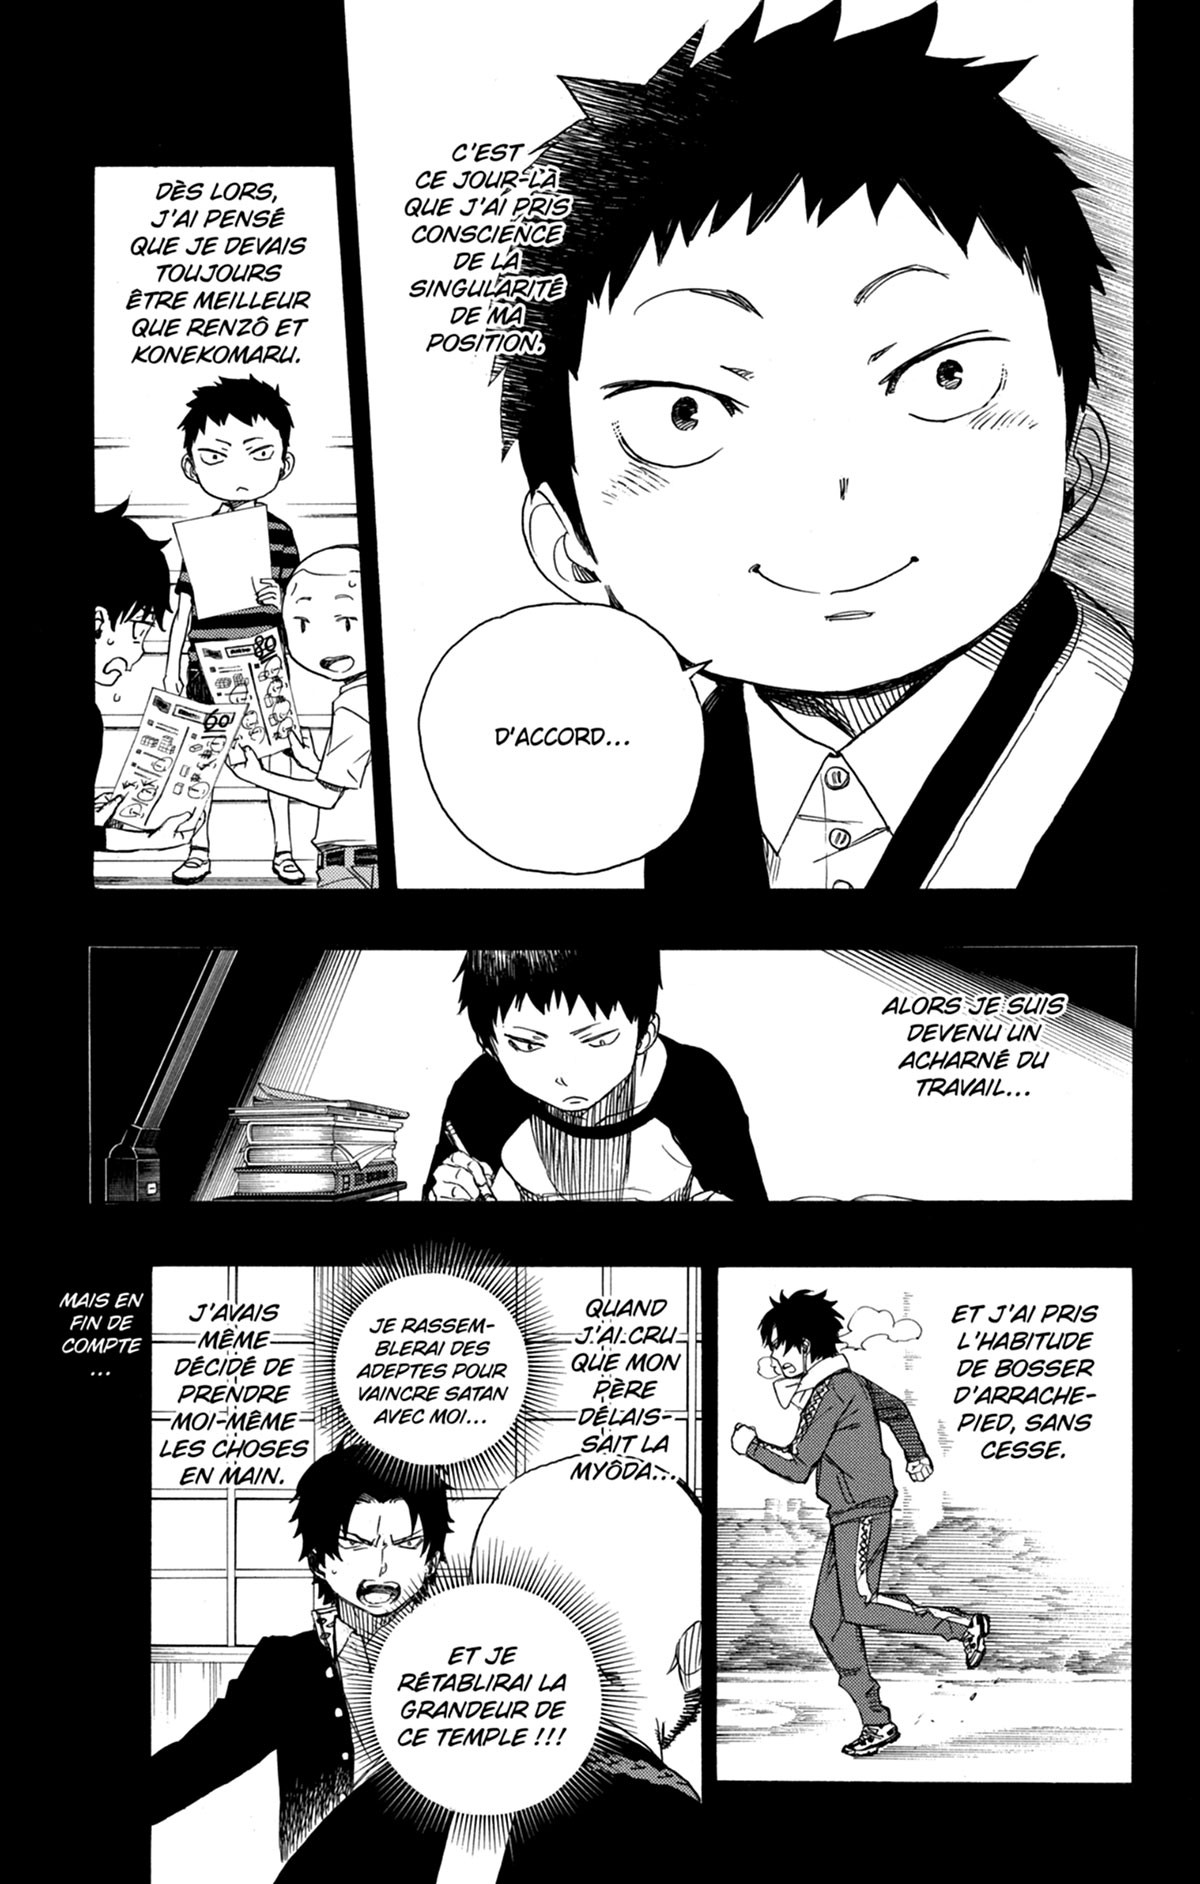 C'EST
CE JOUR-LÀ
QUE J'AI PRIS
CONSCIENCE
DE LA
SINGULARITÉ
DE MA
POSITION.
D'ACCORD...
DÈS LORS,
J'AI PENSÉ
QUE JE DEVAIS
TOUJOURS
ÊTRE MEILLEUR
QUE RENZÔ ET
KONEKOMARU.
80
60
ALORS JE SUIS
DEVENU UN
ACHARNÉ DU
TRAVAIL...
ET J'AI PRIS
L'HABITUDE
DE BOSSER
D'ARRACHE-
PIED, SANS
CESSE.
QUAND
J'AI CRU
QUE MON
PÈRE
DÉLAIS-
SAIT LA
MYÔDA...
JE RASSEM-
BLERAI DES
ADEPTES POUR
VAINCRE SATAN
AVEC MOI...
ET JE
RÉTABLIRAI LA
GRANDEUR DE
CE TEMPLE !!!
J'AVAIS
MÊME
DÉCIDÉ DE
PRENDRE
MOI-MÊME
LES CHOSES
EN MAIN.
MAIS EN
FIN DE
COMPTE
...